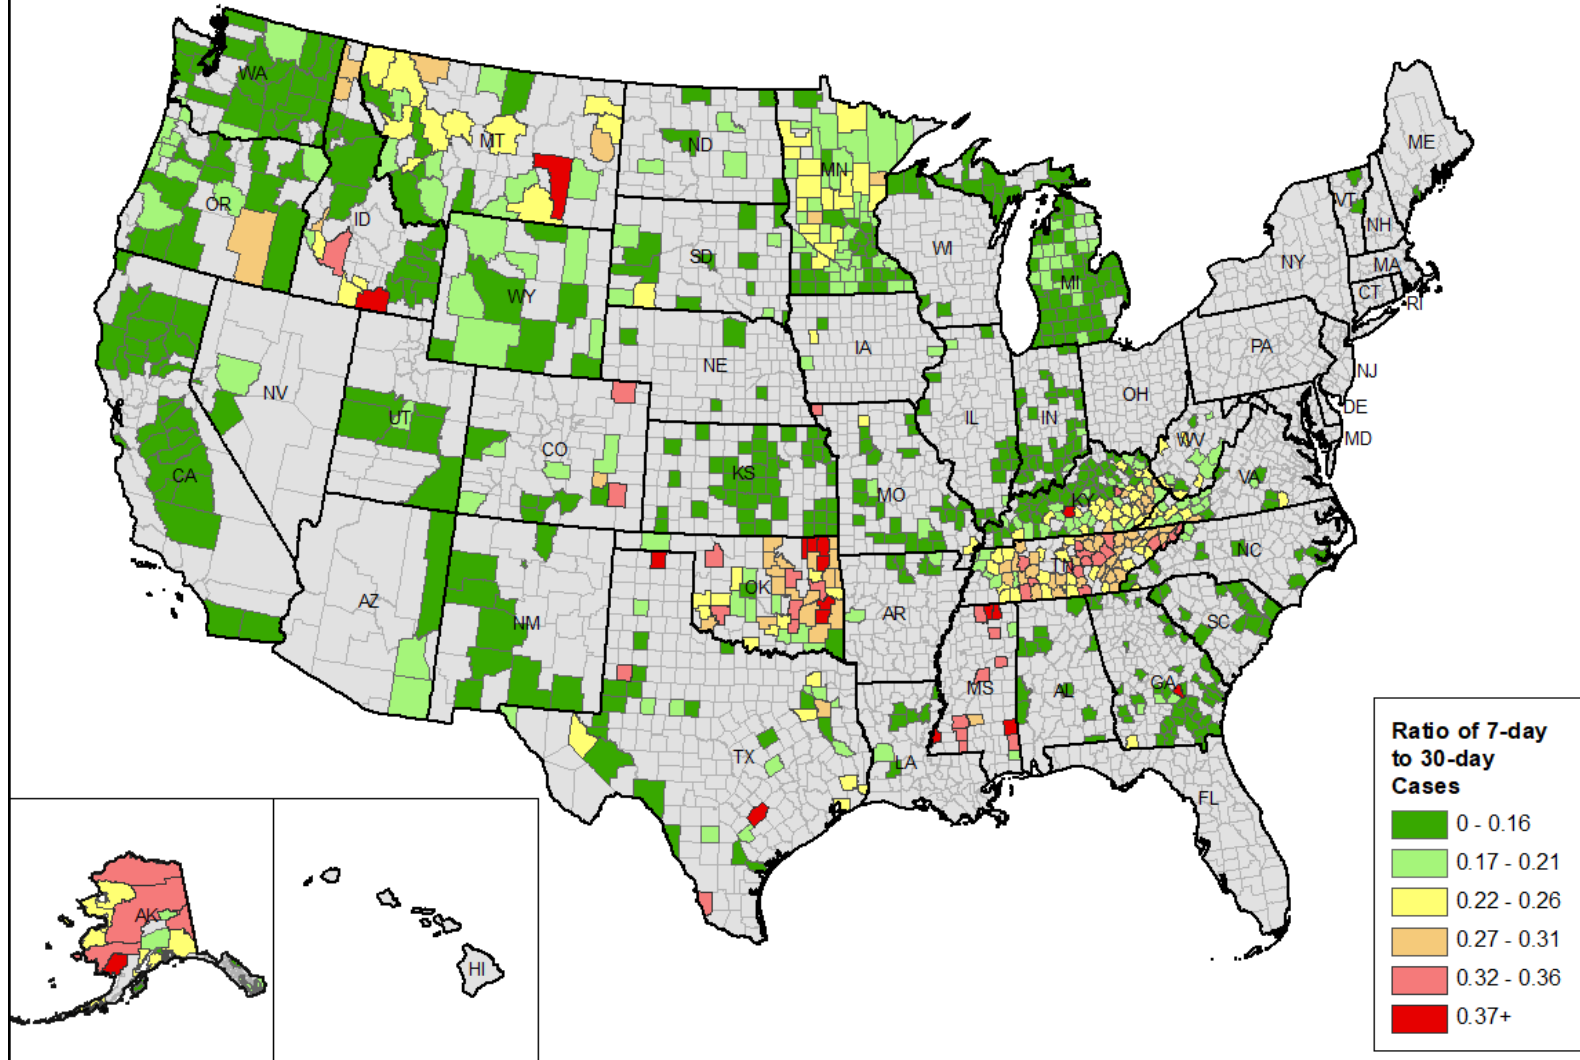 WA
MT
ND
MN
ME
OR
ID
SD
WI
VT
NH
NY
MA
CT
RI
WY
MI
IA
NE
PA
NV
UT
CO
IL
IN
OH
NJ
DE
MD
CA
KS
MO
WV
VA
KY
AZ
NM
OK
TN
NC
AR
SC
MS
AL
GA
TX
LA
FL
AK
HI
Ratio of 7-day
to 30-day
Cases
0 - 0.16
0.17 - 0.21
0.22 - 0.26
0.27 - 0.31
0.32 - 0.36
0.37+